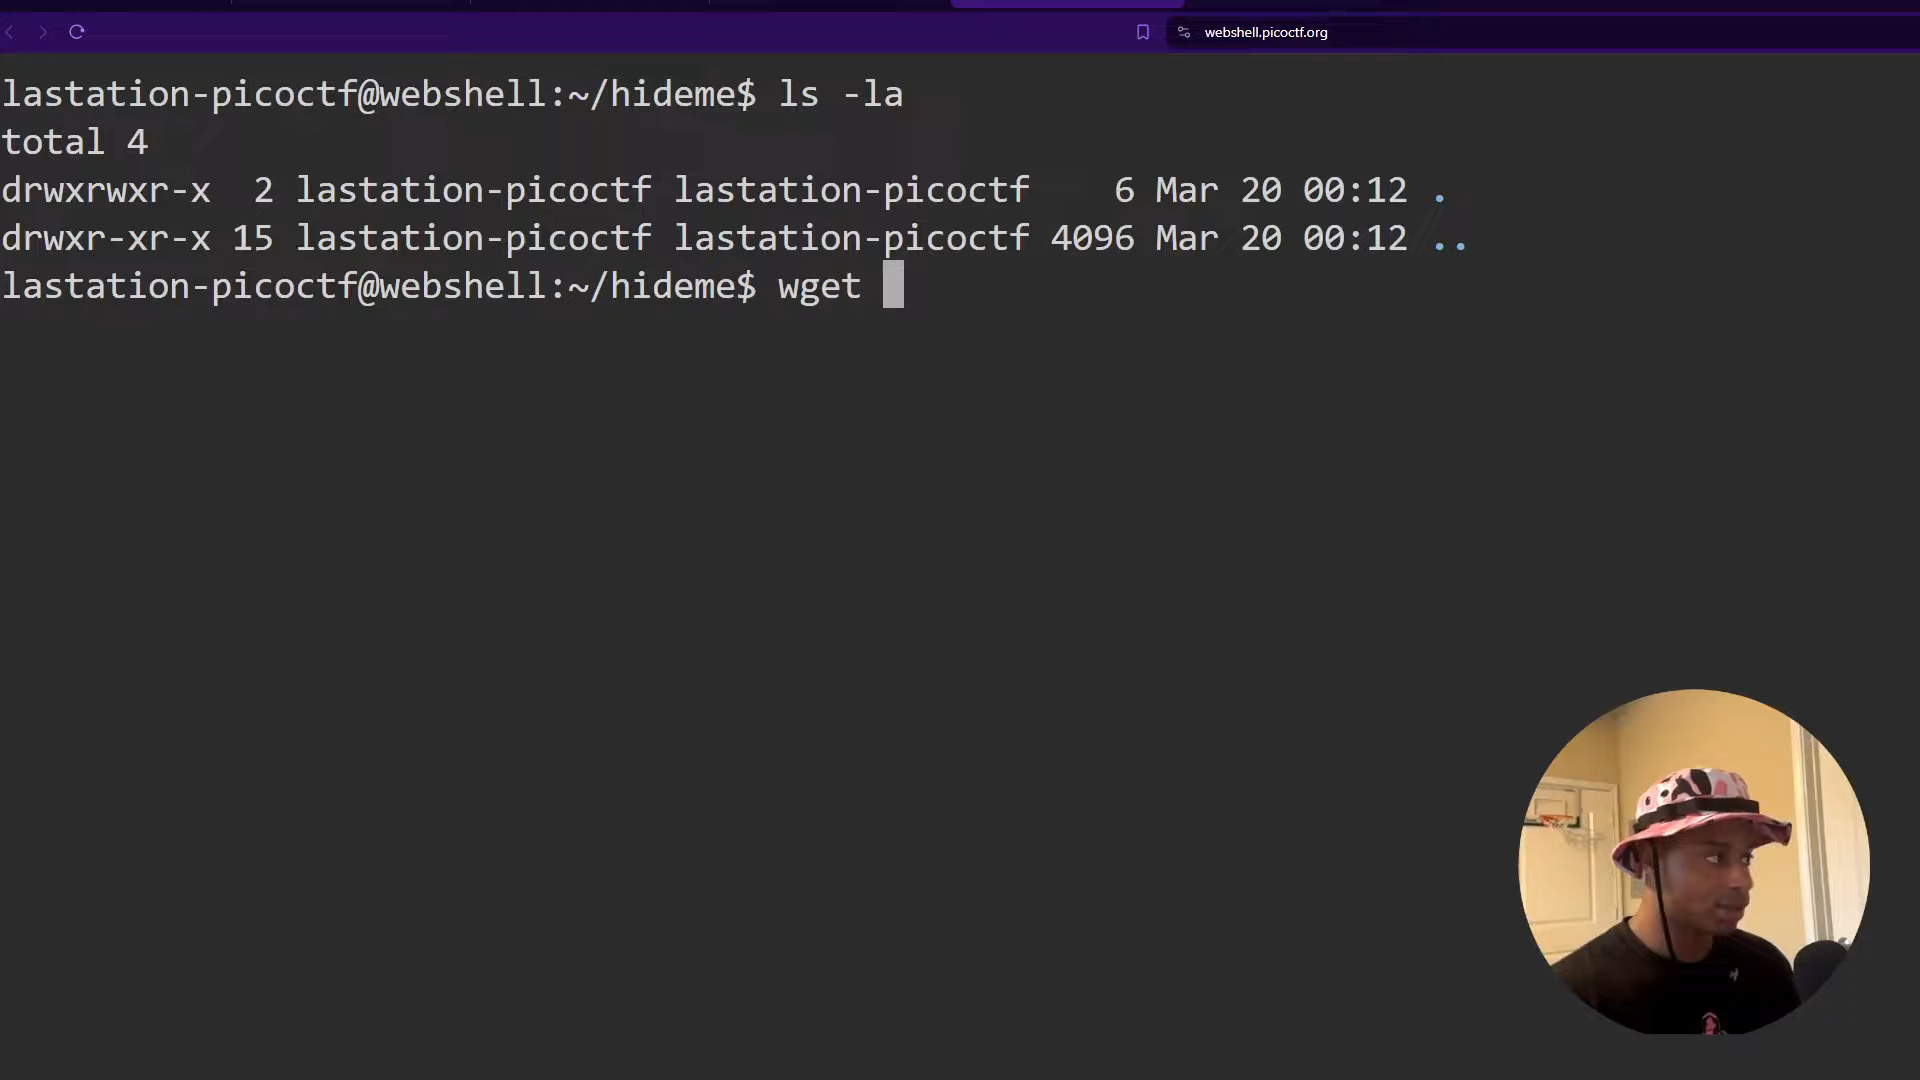 webshell.picoctf.org
lastation-picoctf@webshell:~/hideme$ ls -la
total 4
drwxrwxr-x  2 lastation-picoctf lastation-picoctf    6 Mar 20 00:12 .
drwxr-xr-x 15 lastation-picoctf lastation-picoctf 4096 Mar 20 00:12 ..
lastation-picoctf@webshell:~/hideme$ wget